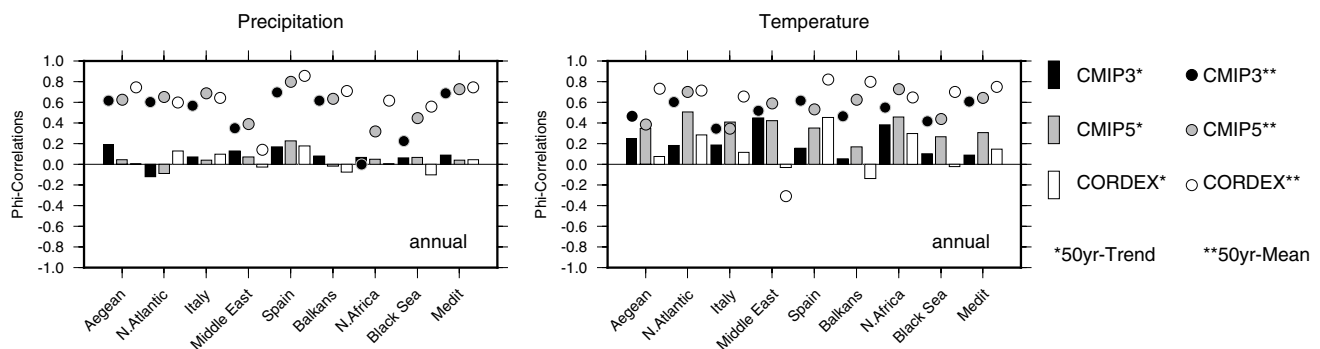 Precipitation
Temperature
Phi-Correlations
1.0
0.8
0.6
0.4
0.2
0.0
-0.2
-0.4
-0.6
-0.8
-1.0
annual
Aegean
N.Atlantic
Italy
Middle East
Spain
Balkans
N.Africa
Black Sea
Medit
Phi-Correlations
1.0
0.8
0.6
0.4
0.2
0.0
-0.2
-0.4
-0.6
-0.8
-1.0
annual
Aegean
N.Atlantic
Italy
Middle East
Spain
Balkans
N.Africa
Black Sea
Medit
CMIP3* CMIP3**
CMIP5* CMIP5**
CORDEX* CORDEX**
*50yr-Trend **50yr-Mean